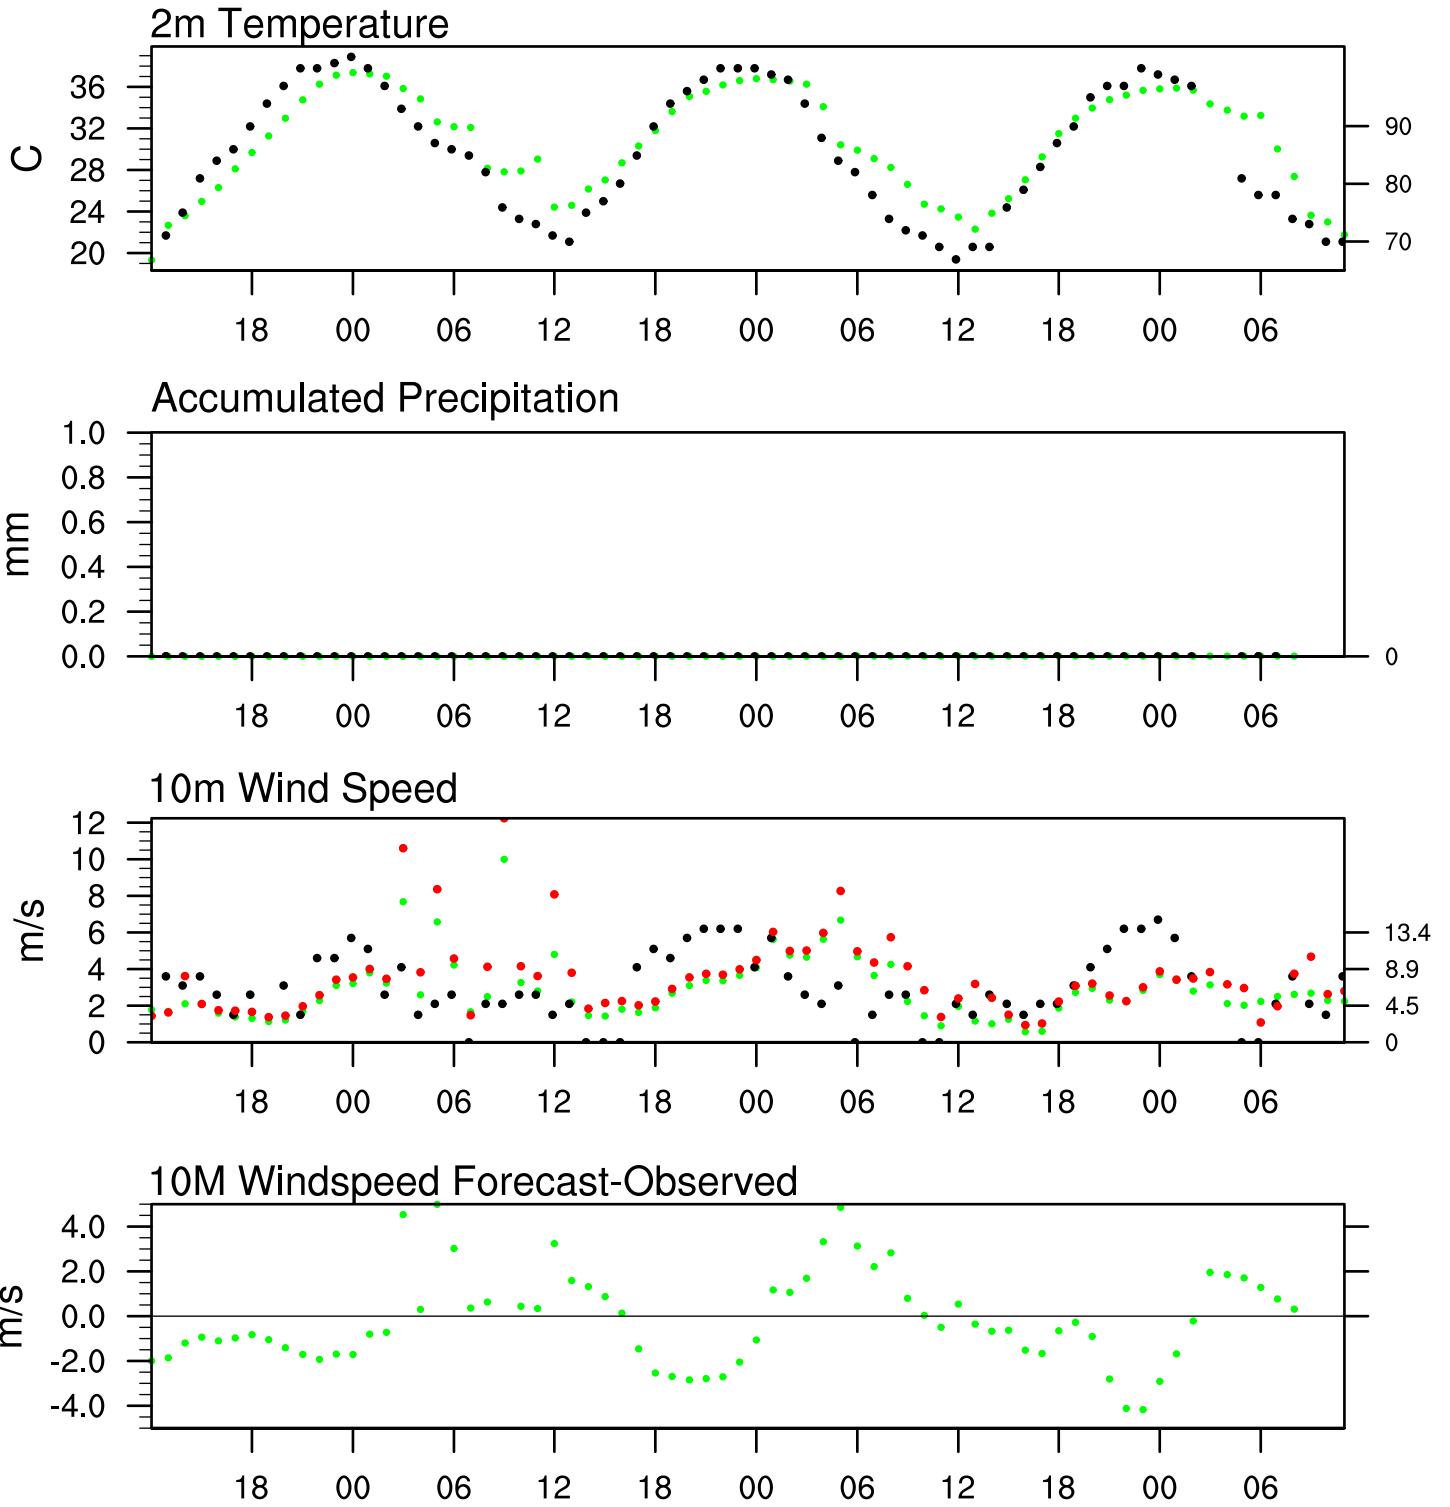 2m Temperature
36
32
28
24
20
C
90
80
70
18 00 06 12 18 00 06 12 18 00 06
Accumulated Precipitation
1.0
0.8
0.6
0.4
0.2
0.0
mm
0
18 00 06 12 18 00 06 12 18 00 06
10m Wind Speed
12
10
8
6
4
2
0
m/s
13.4
8.9
4.5
0
18 00 06 12 18 00 06 12 18 00 06
10M Windspeed Forecast-Observed
4.0
2.0
0.0
-2.0
-4.0
m/s
18 00 06 12 18 00 06 12 18 00 06